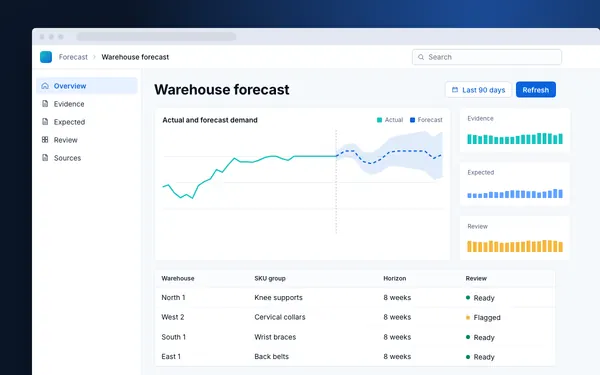 Forecast > Warehouse forecast
Search
Overview
Evidence
Expected
Review
Sources
Warehouse forecast
Last 90 days
Refresh
Actual and forecast demand
Actual
Forecast
Evidence
Expected
Review
Warehouse SKU group Horizon Review
North 1 Knee supports 8 weeks Ready
West 2 Cervical collars 8 weeks Flagged
South 1 Wrist braces 8 weeks Ready
East 1 Back belts 8 weeks Ready